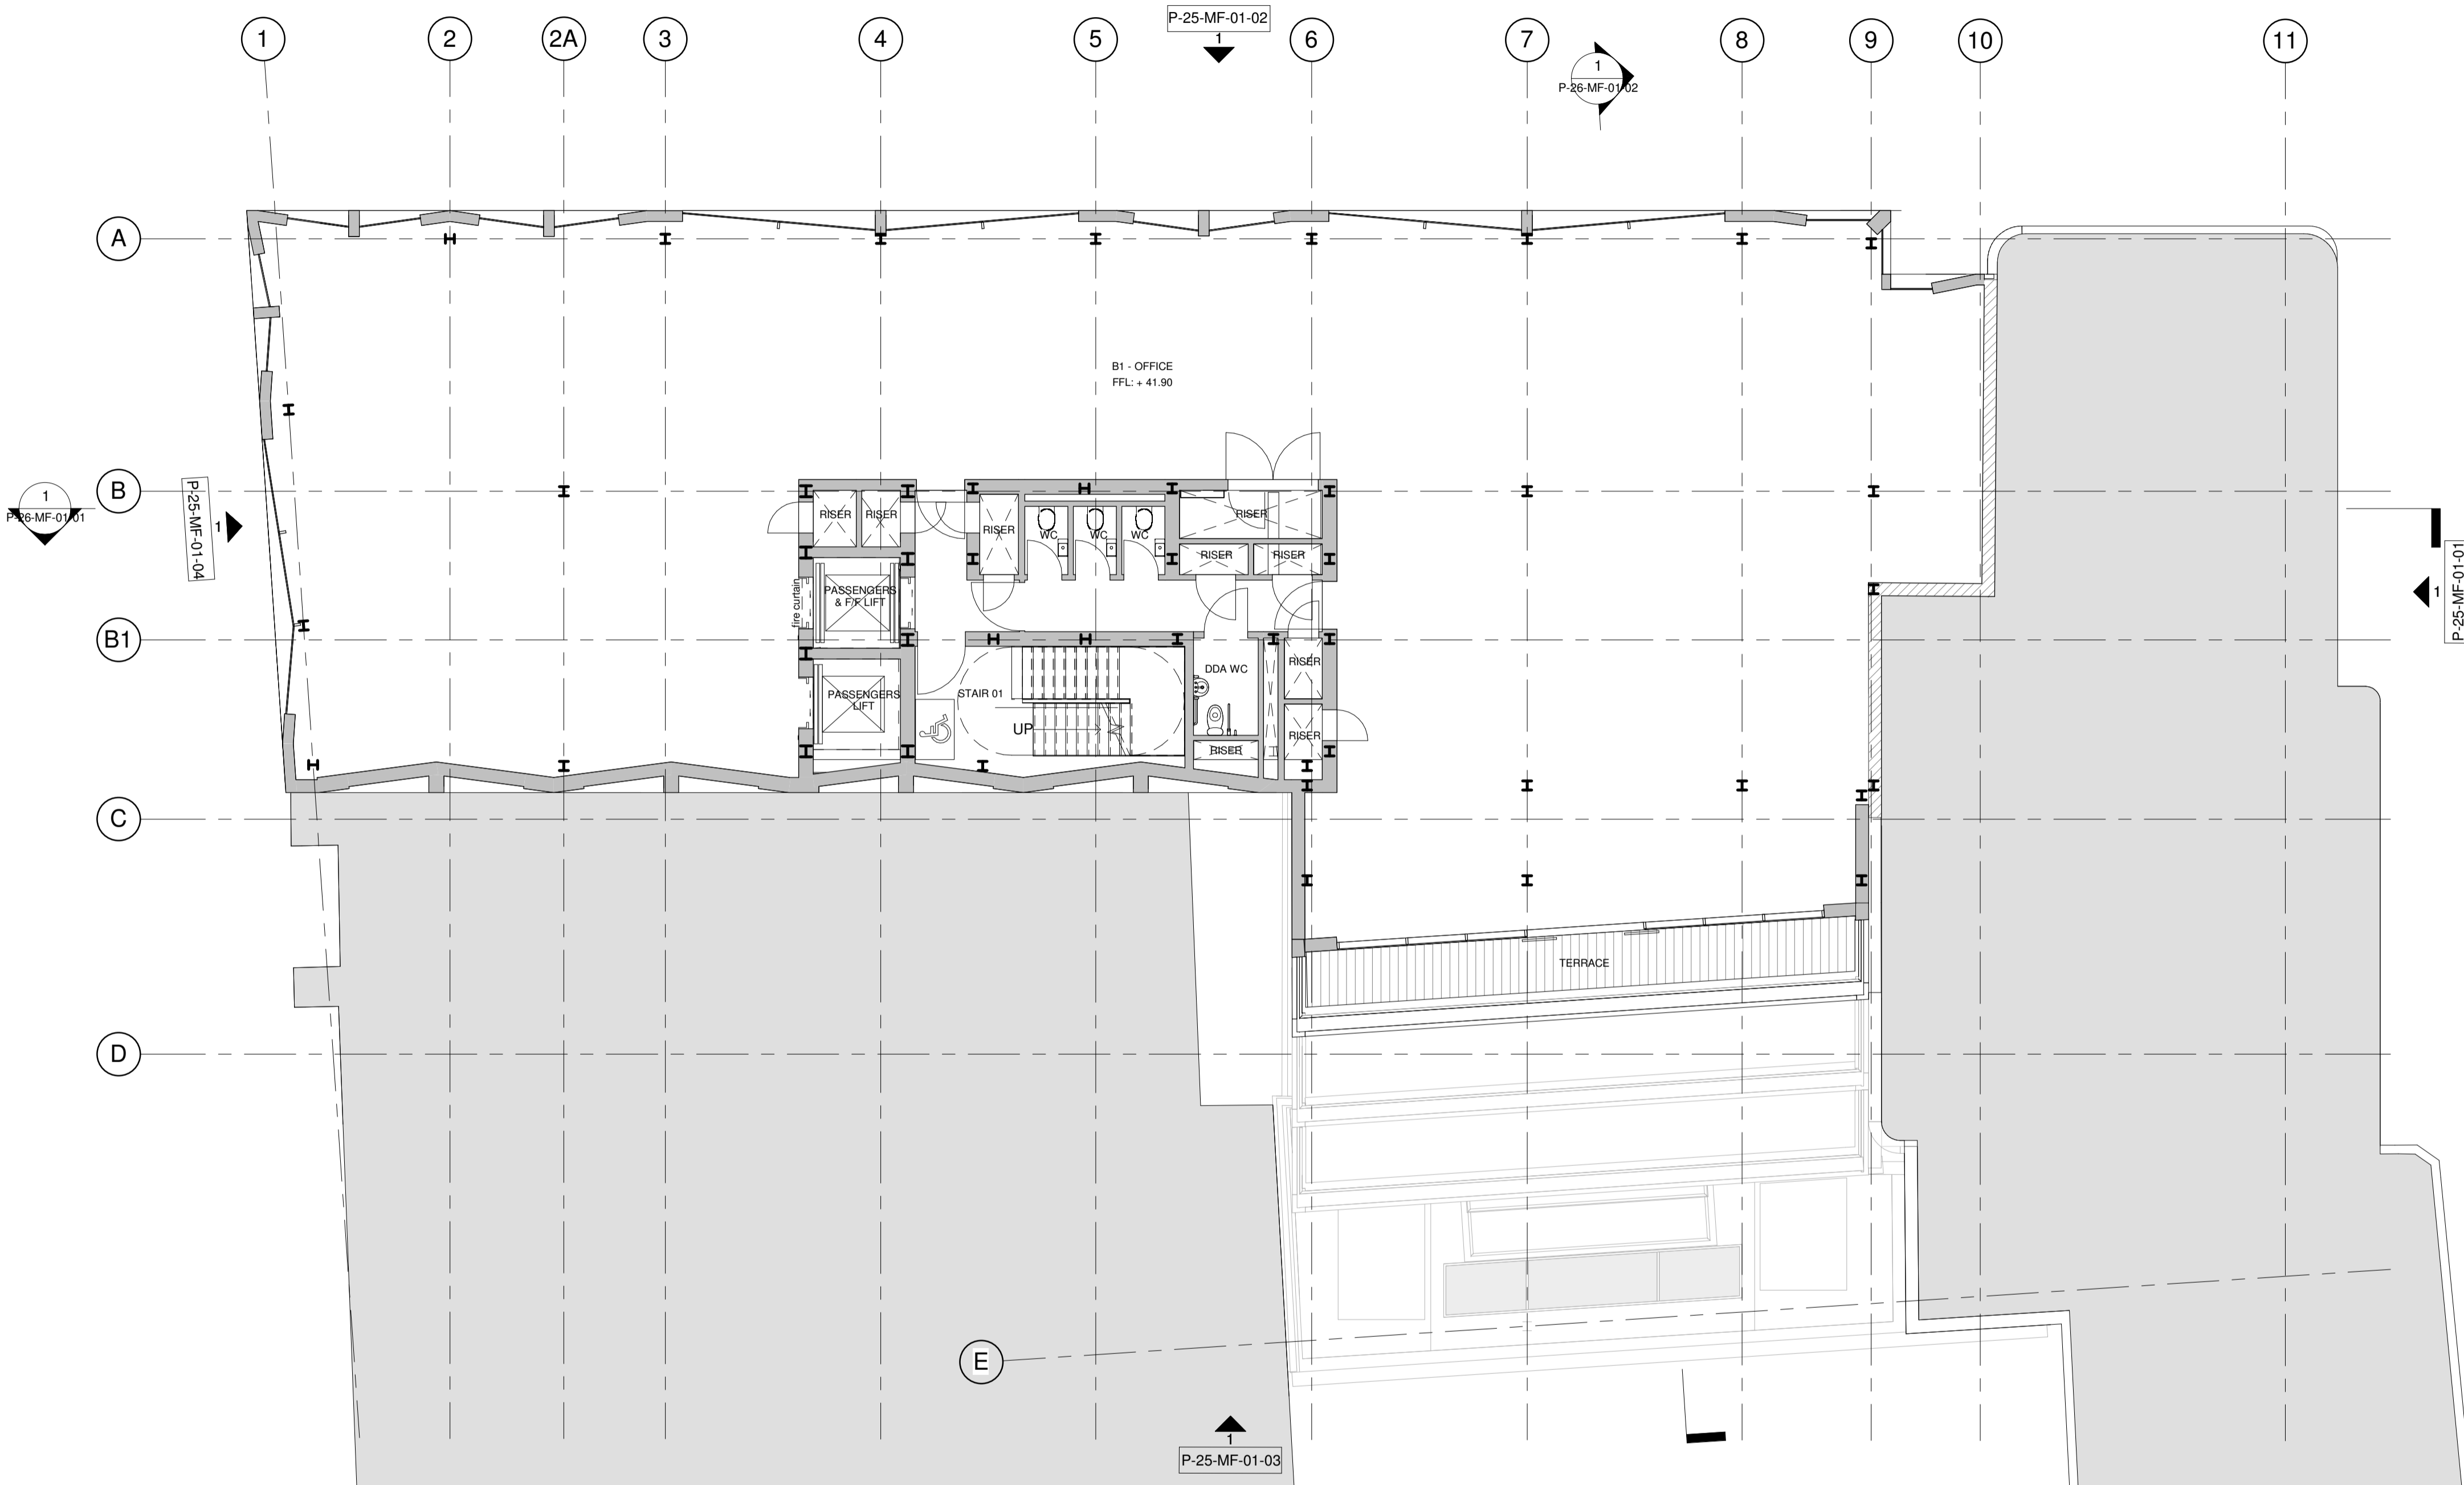 P-25-MF-01-02
1
1
2
2A
3
4
5
6
7
8
9
10
11
1
P-26-MF-01/02
A
B1 - OFFICE
FFL: + 41.90
B
1
P-26-MF-01/01
P-25-MF-01-04
1
RISER
RISER
RISER
WC
WC
WC
RISER
RISER
RISER
P-25-MF-01-01
1
fire curtain
PASSENGERS
& F/F LIFT
B1
PASSENGERS
LIFT
STAIR 01
UP
DDA WC
RISER
RISER
RISER
C
TERRACE
D
E
1
P-25-MF-01-03